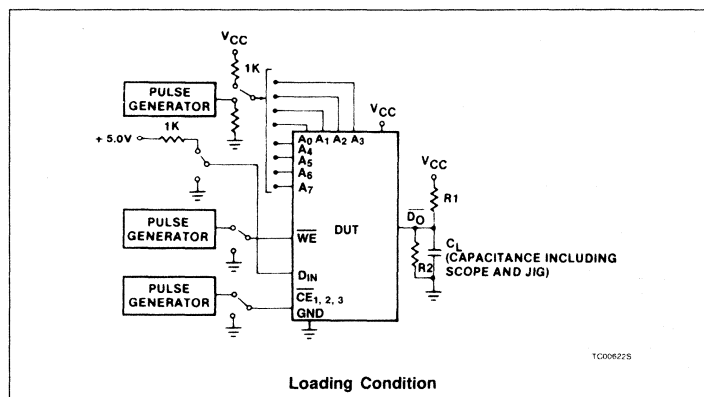 VCC
1K
PULSE
GENERATOR
1K
+ 5.0V
VCC
A0 A1 A2 A3
A4
A5
A6
A7
VCC
R1
DO
DUT
PULSE
GENERATOR
WE
R2
CL
(CAPACITANCE INCLUDING
SCOPE AND JIG)
DIN
PULSE
GENERATOR
CE1, 2, 3
GND
TC00622S
Loading Condition